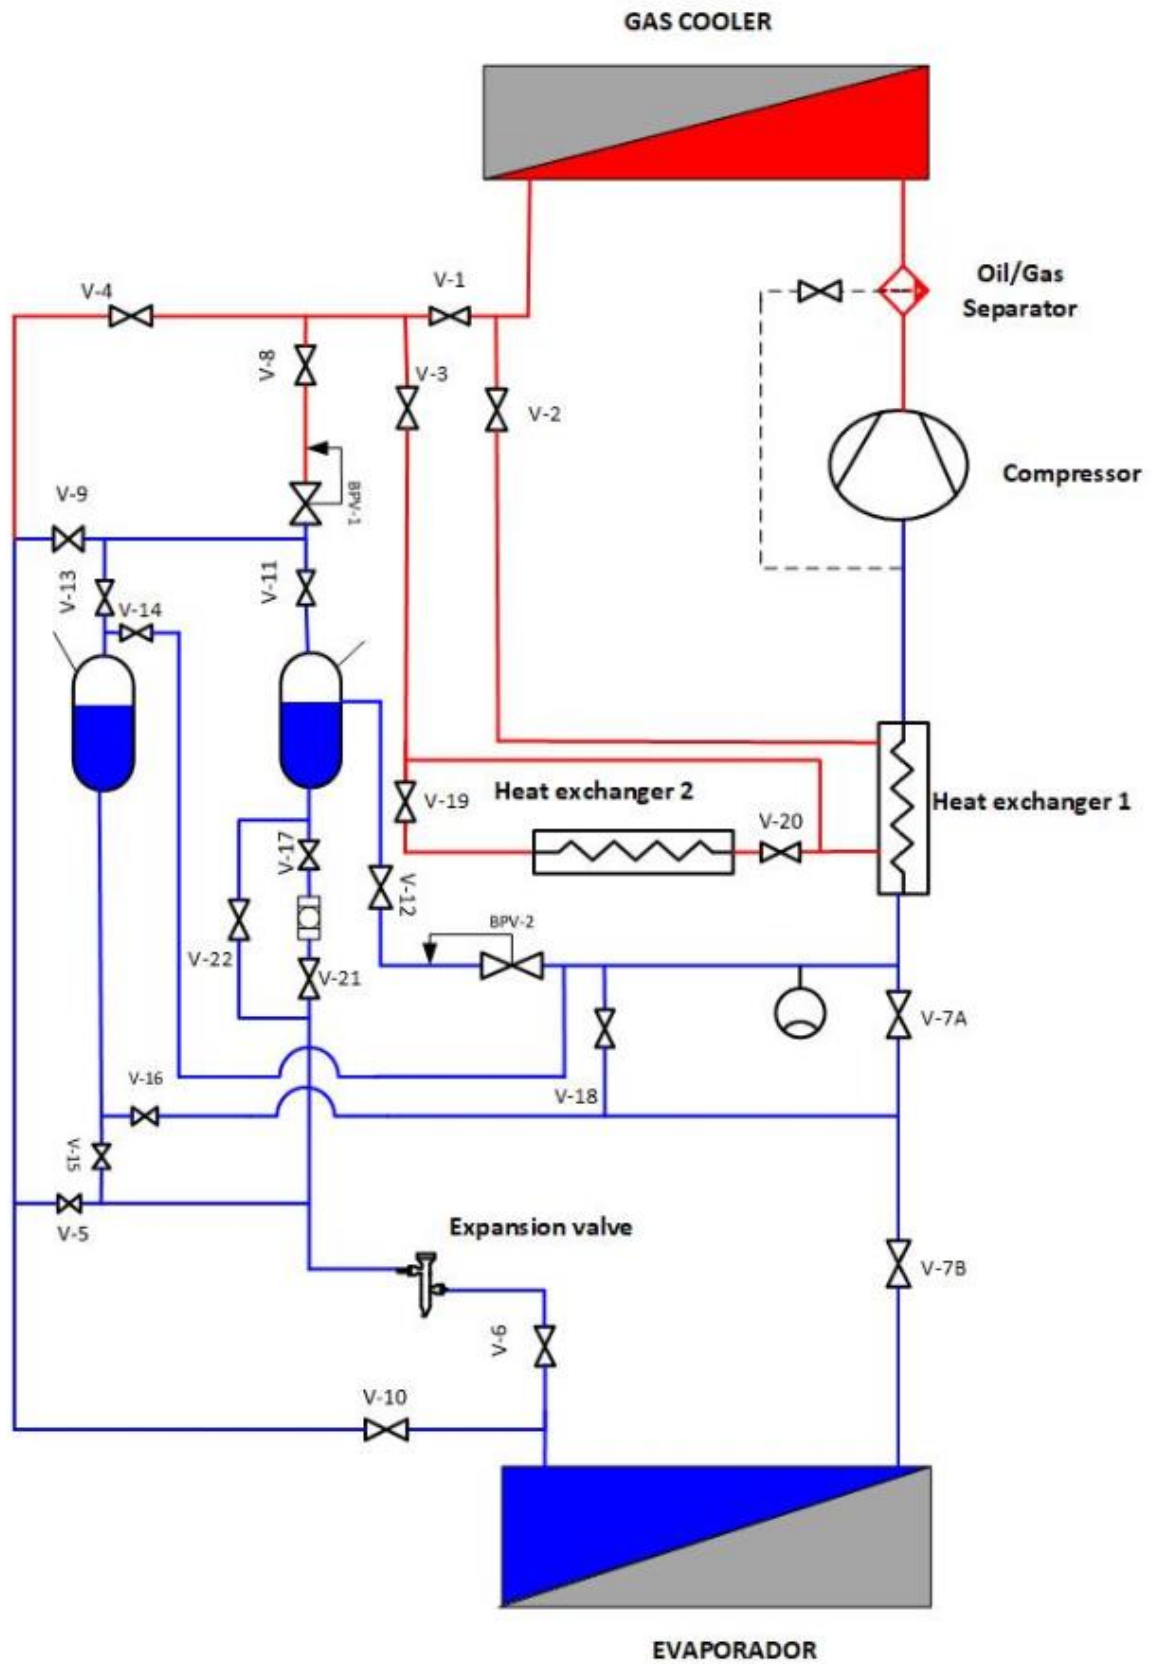 GAS COOLER
Oil/Gas
Separator
V-1
V-4
V-8
V-3
V-2
Compressor
BPV-1
V-9
V-13
V-11
V-14
Heat exchanger 2
V-19
Heat exchanger 1
V-20
V-17
V-12
BPV-2
V-22
V-21
V-7A
V-16
V-18
V-15
V-5
Expansion valve
V-7B
V-6
V-10
EVAPORADOR